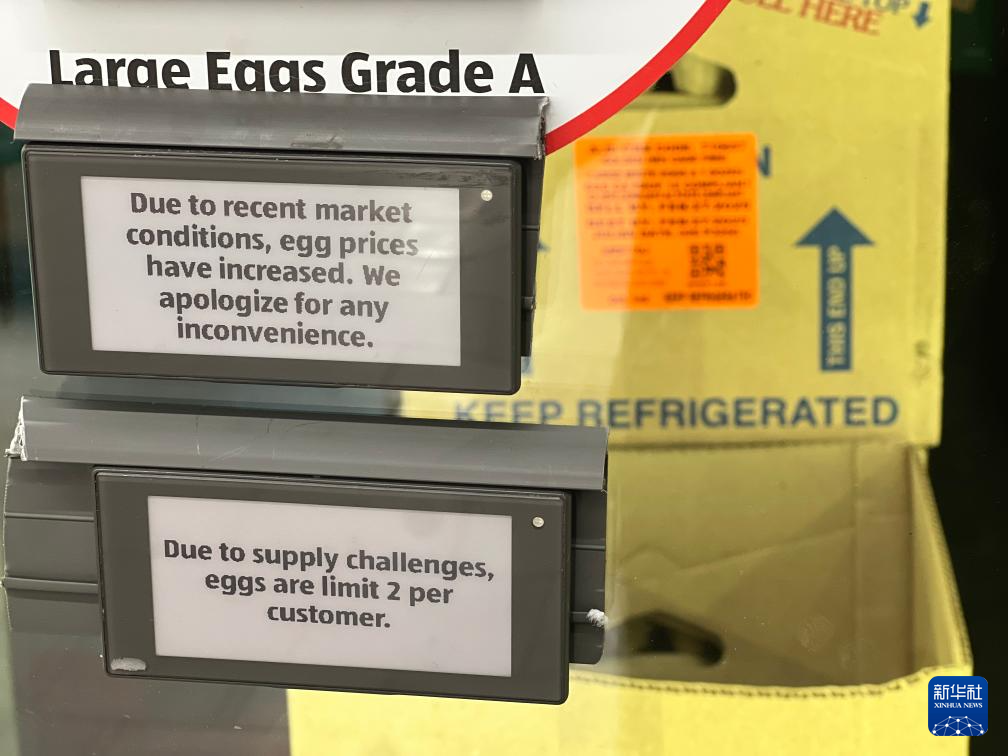 HERE
Large Eggs Grade A
Due to recent market
conditions, egg prices
have increased. We
apologize for any
inconvenience.
THIS END UP
KEEP REFRIGERATED
Due to supply challenges,
eggs are limit 2 per
customer.
新华社
XINHUA NEWS